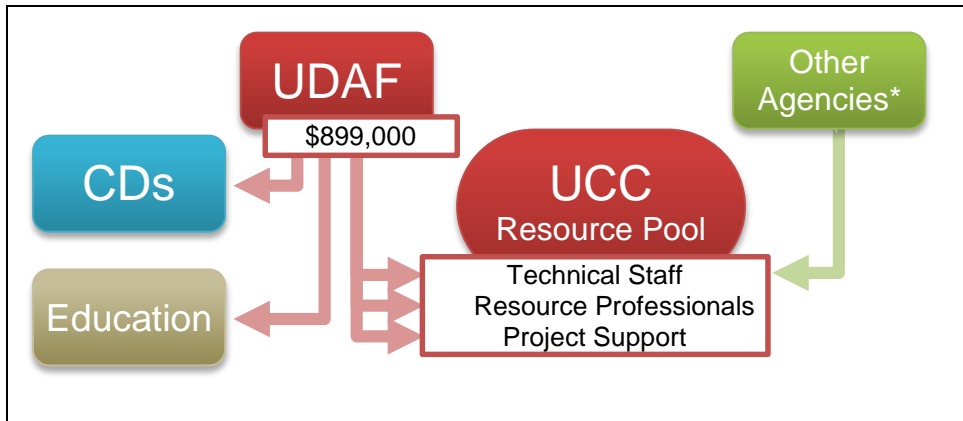 UDAF
$899,000
Other
Agencies*
CDs
UCC
Resource Pool
Education
Technical Staff
Resource Professionals
Project Support